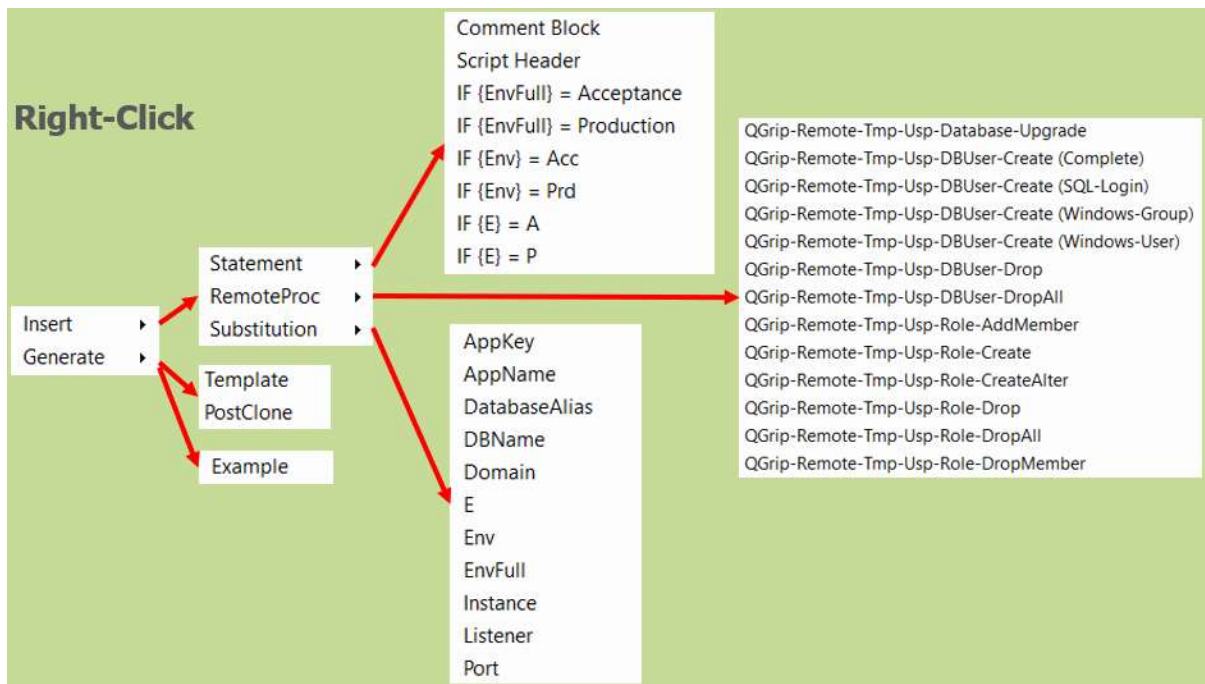 Right-Click
Insert
Generate
Statement
RemoteProc
Substitution
Template
PostClone
Example
Comment Block
Script Header
IF {EnvFull} = Acceptance
IF {EnvFull} = Production
IF {Env} = Acc
IF {Env} = Prd
IF {E} = A
IF {E} = P
AppKey
AppName
DatabaseAlias
DBName
Domain
E
Env
EnvFull
Instance
Listener
Port
QGrip-Remote-Tmp-Usp-Database-Upgrade
QGrip-Remote-Tmp-Usp-DBUser-Create (Complete)
QGrip-Remote-Tmp-Usp-DBUser-Create (SQL-Login)
QGrip-Remote-Tmp-Usp-DBUser-Create (Windows-Group)
QGrip-Remote-Tmp-Usp-DBUser-Create (Windows-User)
QGrip-Remote-Tmp-Usp-DBUser-Drop
QGrip-Remote-Tmp-Usp-DBUser-DropAll
QGrip-Remote-Tmp-Usp-Role-AddMember
QGrip-Remote-Tmp-Usp-Role-Create
QGrip-Remote-Tmp-Usp-Role-CreateAlter
QGrip-Remote-Tmp-Usp-Role-Drop
QGrip-Remote-Tmp-Usp-Role-DropAll
QGrip-Remote-Tmp-Usp-Role-DropMember